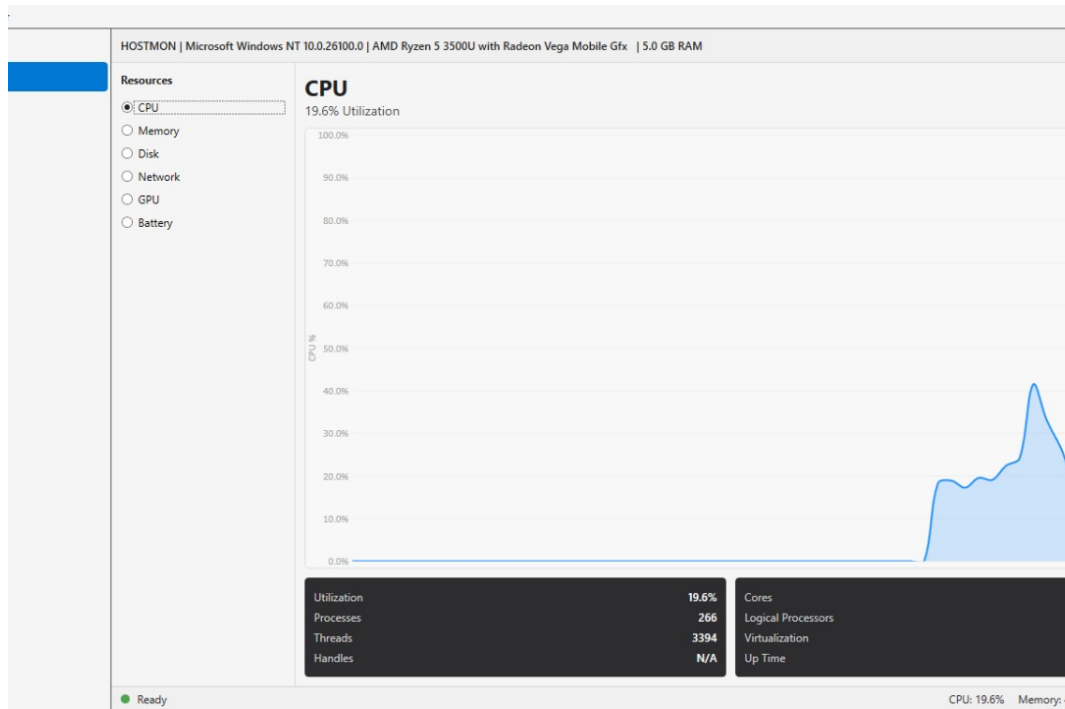 HOSTMON | Microsoft Windows NT 10.0.26100.0 | AMD Ryzen 5 3500U with Radeon Vega Mobile Gfx | 5.0 GB RAM
Resources
CPU
Memory
Disk
Network
GPU
Battery
CPU
19.6% Utilization
100.0%
90.0%
80.0%
70.0%
60.0%
50.0%
40.0%
30.0%
20.0%
10.0%
0.0%
CPU %
Utilization 19.6%
Processes 266
Threads 3394
Handles N/A
Cores
Logical Processors
Virtualization
Up Time
Ready
CPU: 19.6% Memory: